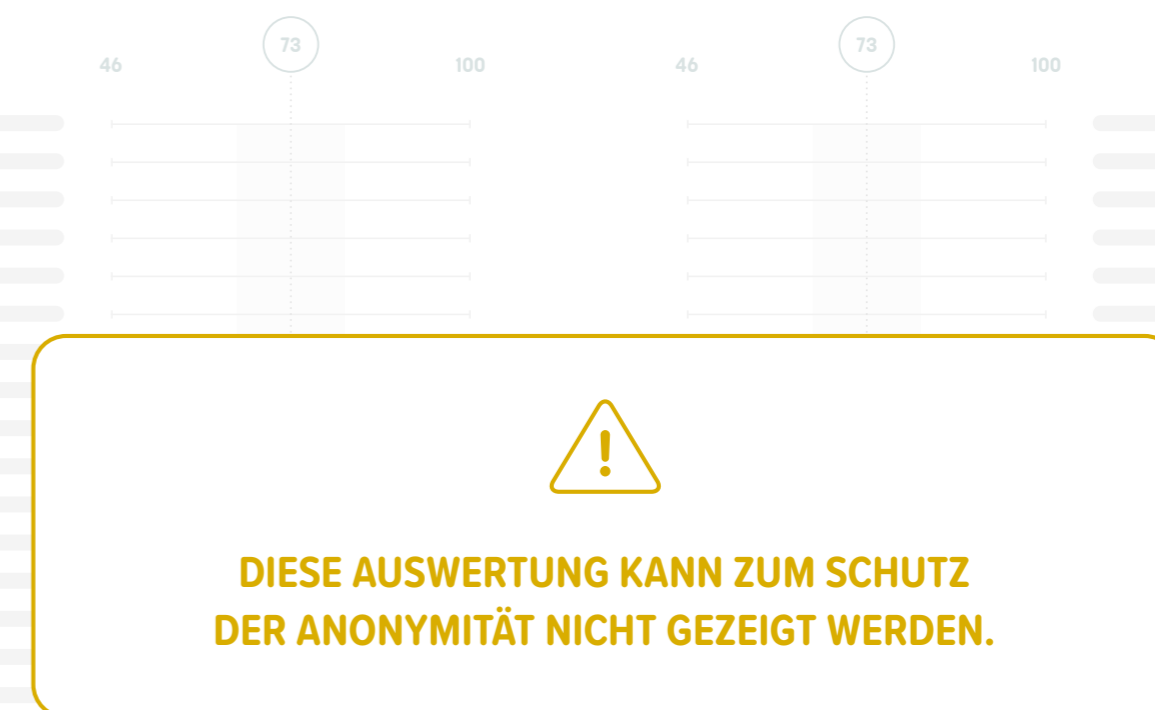 73 73
46 100 46 100
!
DIESE AUSWERTUNG KANN ZUM SCHUTZ
DER ANONYMITÄT NICHT GEZEIGT WERDEN.